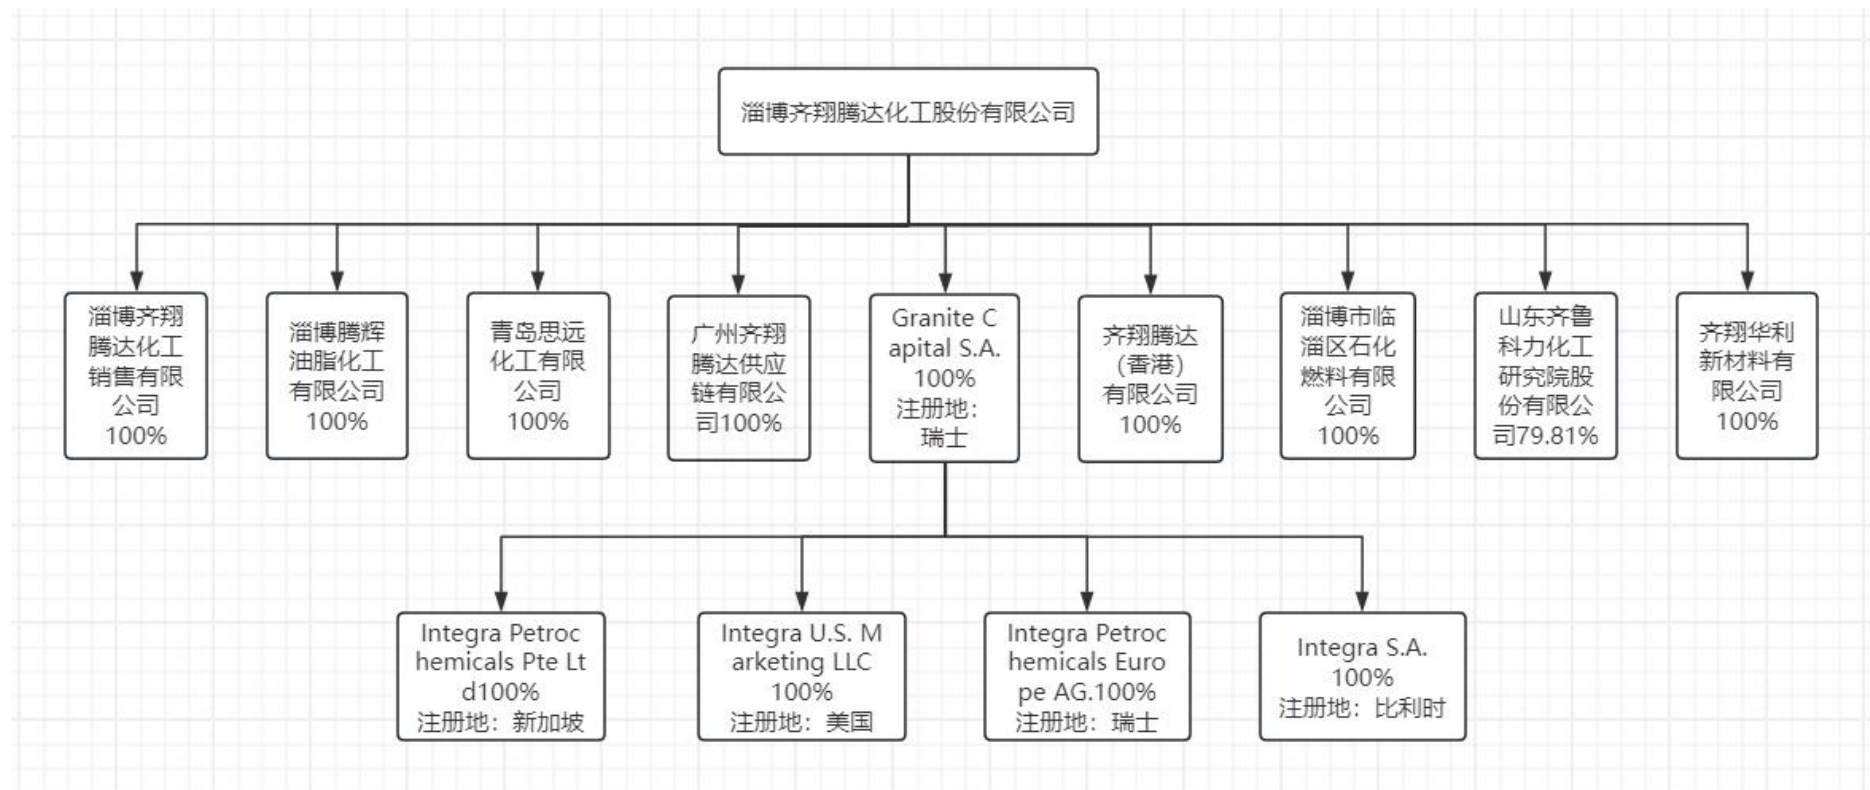 淄博齐翔腾达化工股份有限公司
淄博齐翔
腾达化工
销售有限
公司
100%
淄博腾辉
油脂化工
有限公司
100%
青岛思远
化工有限
公司
100%
广州齐翔
腾达供应
链有限公
司100%
Granite C
apital S.A.
100%
注册地：
瑞士
齐翔腾达
（香港）
有限公司
100%
淄博市临
淄区石化
燃料有限
公司
100%
山东齐鲁
科力化工
研究院股
份有限公
司79.81%
齐翔华利
新材料有
限公司
100%
Integra Petroc
hemicals Pte Lt
d100%
注册地：新加坡
Integra U.S. M
arketing LLC
100%
注册地：美国
Integra Petroc
hemicals Euro
pe AG.100%
注册地：瑞士
Integra S.A.
100%
注册地：比利时